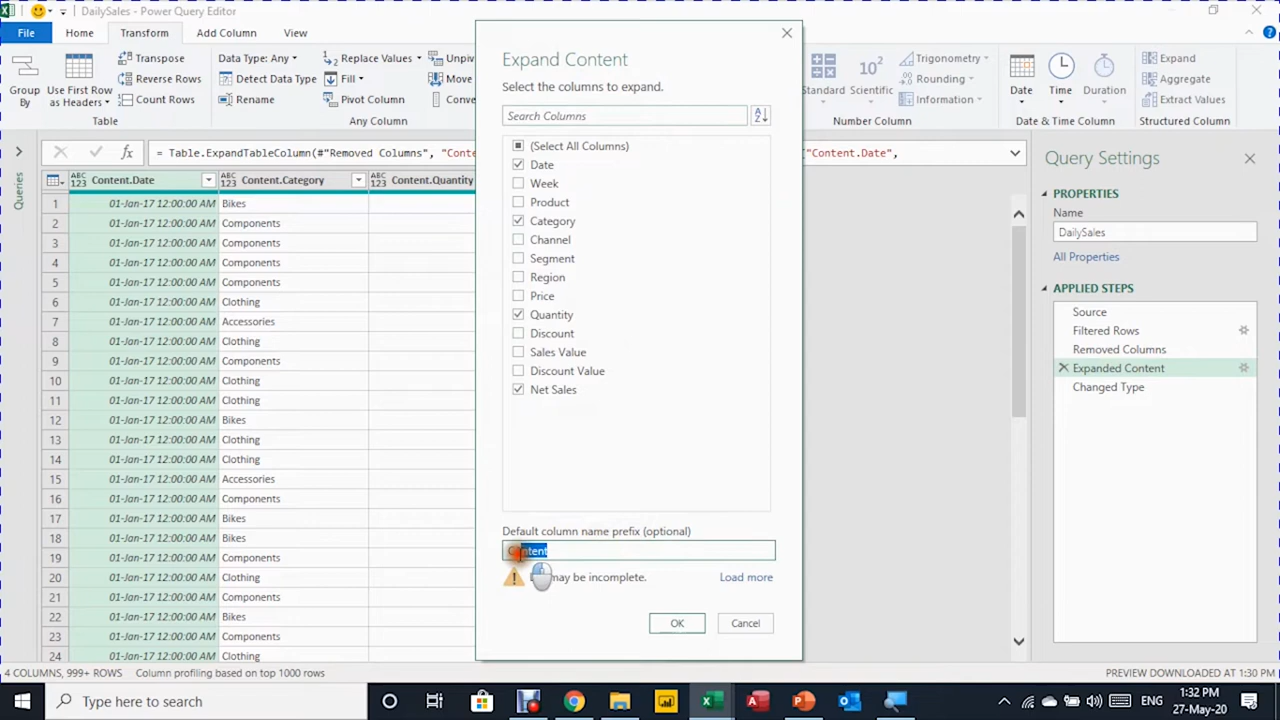 DailySales - Power Query Editor
File
Home
Transform
Add Column
View
Group By
Use First Row as Headers
Transpose
Reverse Rows
Count Rows
Table
Data Type: Any
Detect Data Type
Rename
Replace Values
Fill
Pivot Column
Unpiv
Move
Conve
Any Column
Standard
Scientific
10²
Trigonometry
Rounding
Information
Number Column
Date
Time
Duration
Date & Time Column
Expand
Aggregate
Extract Values
Structured Column
fx
= Table.ExpandTableColumn(#"Removed Columns", "Conte
"Content.Date",
Queries
ABC 123 Content.Date
ABC 123 Content.Category
ABC 123 Content.Quantity
1 01-Jan-17 12:00:00 AM Bikes
2 01-Jan-17 12:00:00 AM Components
3 01-Jan-17 12:00:00 AM Components
4 01-Jan-17 12:00:00 AM Components
5 01-Jan-17 12:00:00 AM Components
6 01-Jan-17 12:00:00 AM Clothing
7 01-Jan-17 12:00:00 AM Accessories
8 01-Jan-17 12:00:00 AM Clothing
9 01-Jan-17 12:00:00 AM Components
10 01-Jan-17 12:00:00 AM Clothing
11 01-Jan-17 12:00:00 AM Clothing
12 01-Jan-17 12:00:00 AM Bikes
13 01-Jan-17 12:00:00 AM Clothing
14 01-Jan-17 12:00:00 AM Clothing
15 01-Jan-17 12:00:00 AM Accessories
16 01-Jan-17 12:00:00 AM Components
17 01-Jan-17 12:00:00 AM Bikes
18 01-Jan-17 12:00:00 AM Bikes
19 01-Jan-17 12:00:00 AM Components
20 01-Jan-17 12:00:00 AM Clothing
21 01-Jan-17 12:00:00 AM Components
22 01-Jan-17 12:00:00 AM Bikes
23 01-Jan-17 12:00:00 AM Components
24 01-Jan-17 12:00:00 AM Clothing
Expand Content
Select the columns to expand.
Search Columns
(Select All Columns)
Date
Week
Product
Category
Channel
Segment
Region
Price
Quantity
Discount
Sales Value
Discount Value
Net Sales
Default column name prefix (optional)
Content
may be incomplete.
Load more
OK
Cancel
Query Settings
PROPERTIES
Name
DailySales
All Properties
APPLIED STEPS
Source
Filtered Rows
Removed Columns
Expanded Content
Changed Type
4 COLUMNS, 999+ ROWS
Column profiling based on top 1000 rows
PREVIEW DOWNLOADED AT 1:30 PM
Type here to search
ENG
1:32 PM
27-May-20